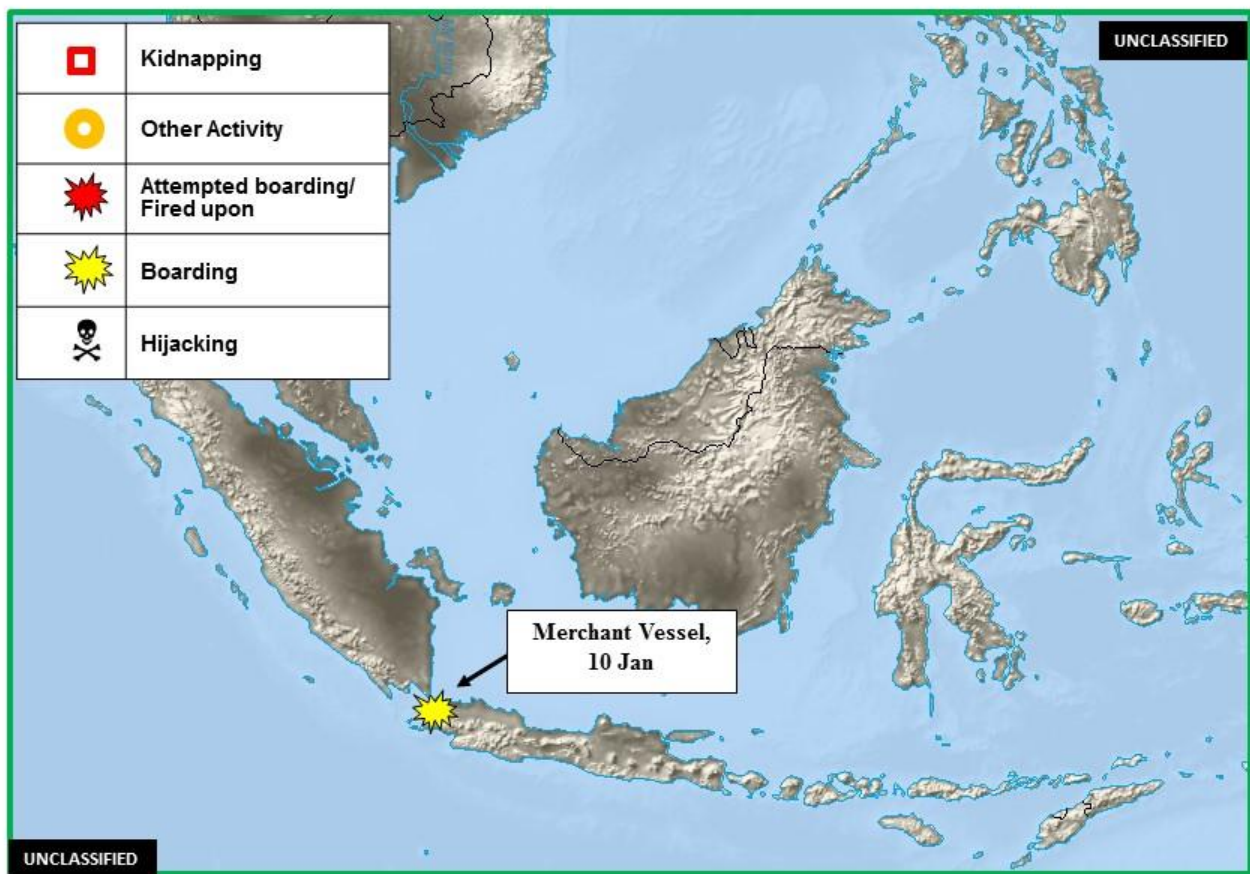 UNCLASSIFIED
Kidnapping
Other Activity
Attempted boarding/
Fired upon
Boarding
Hijacking
Merchant Vessel,
10 Jan
UNCLASSIFIED